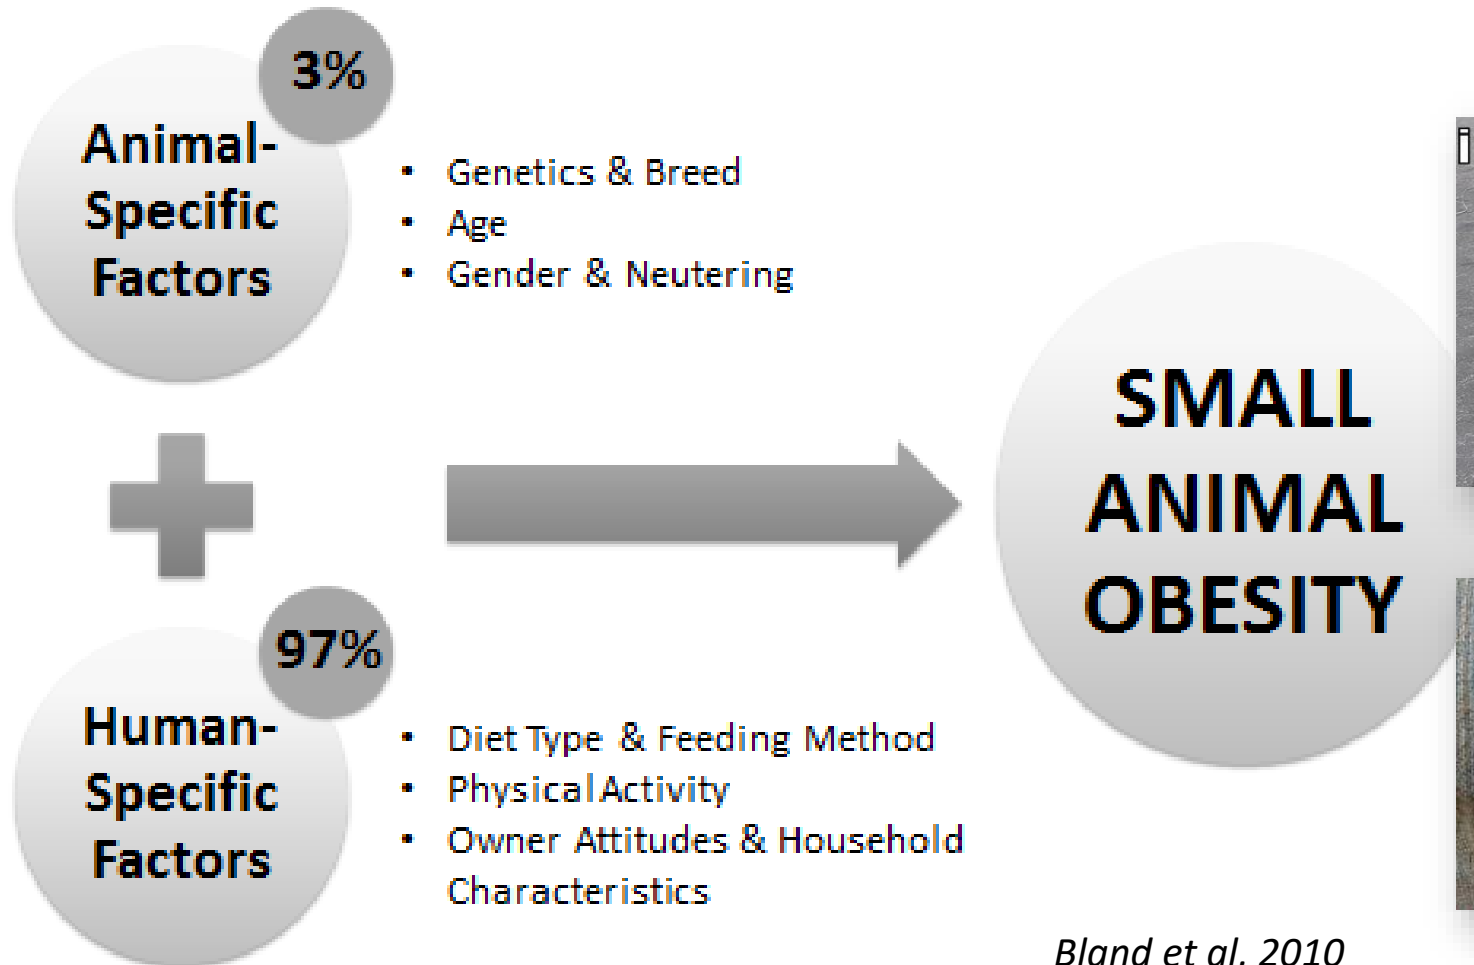 3%
Animal-
Specific
Factors
• Genetics & Breed
• Age
• Gender & Neutering
SMALL
ANIMAL
OBESITY
97%
Human-
Specific
Factors
• Diet Type & Feeding Method
• Physical Activity
• Owner Attitudes & Household
Characteristics
Bland et al. 2010